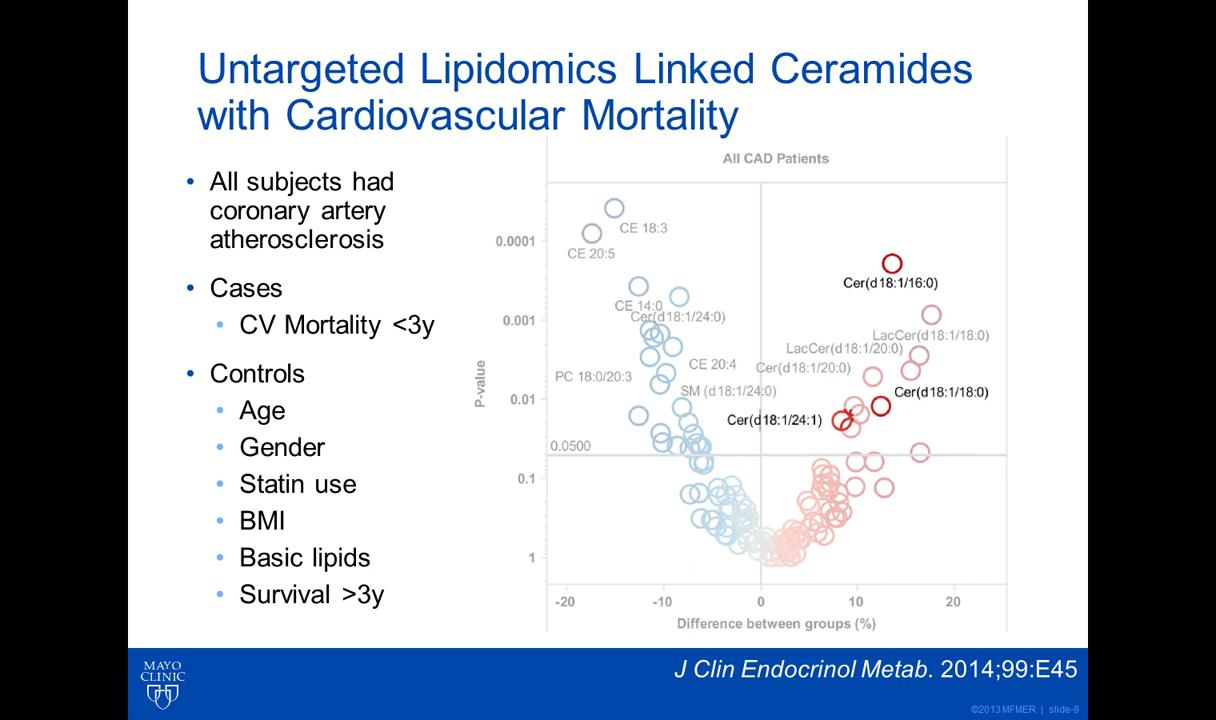 Untargeted Lipidomics Linked Ceramides
with Cardiovascular Mortality
• All subjects had
coronary artery
atherosclerosis
• Cases
• CV Mortality <3y
• Controls
• Age
• Gender
• Statin use
• BMI
• Basic lipids
• Survival >3y
All CAD Patients
P-value
0.0001
0.001
0.01
0.0500
0.1
1
CE 18:3
CE 20:5
CE 14:0
Cer(d18:1/24:0)
CE 20:4
PC 18:0/20:3
SM (d18:1/24:0)
Cer(d18:1/16:0)
LacCer(d18:1/18:0)
LacCer(d18:1/20:0)
Cer(d18:1/20:0)
Cer(d18:1/18:0)
Cer(d18:1/24:1)
-20 -10 0 10 20
Difference between groups (%)
MAYO
CLINIC
J Clin Endocrinol Metab. 2014;99:E45
©2013 MFMER | slide-9